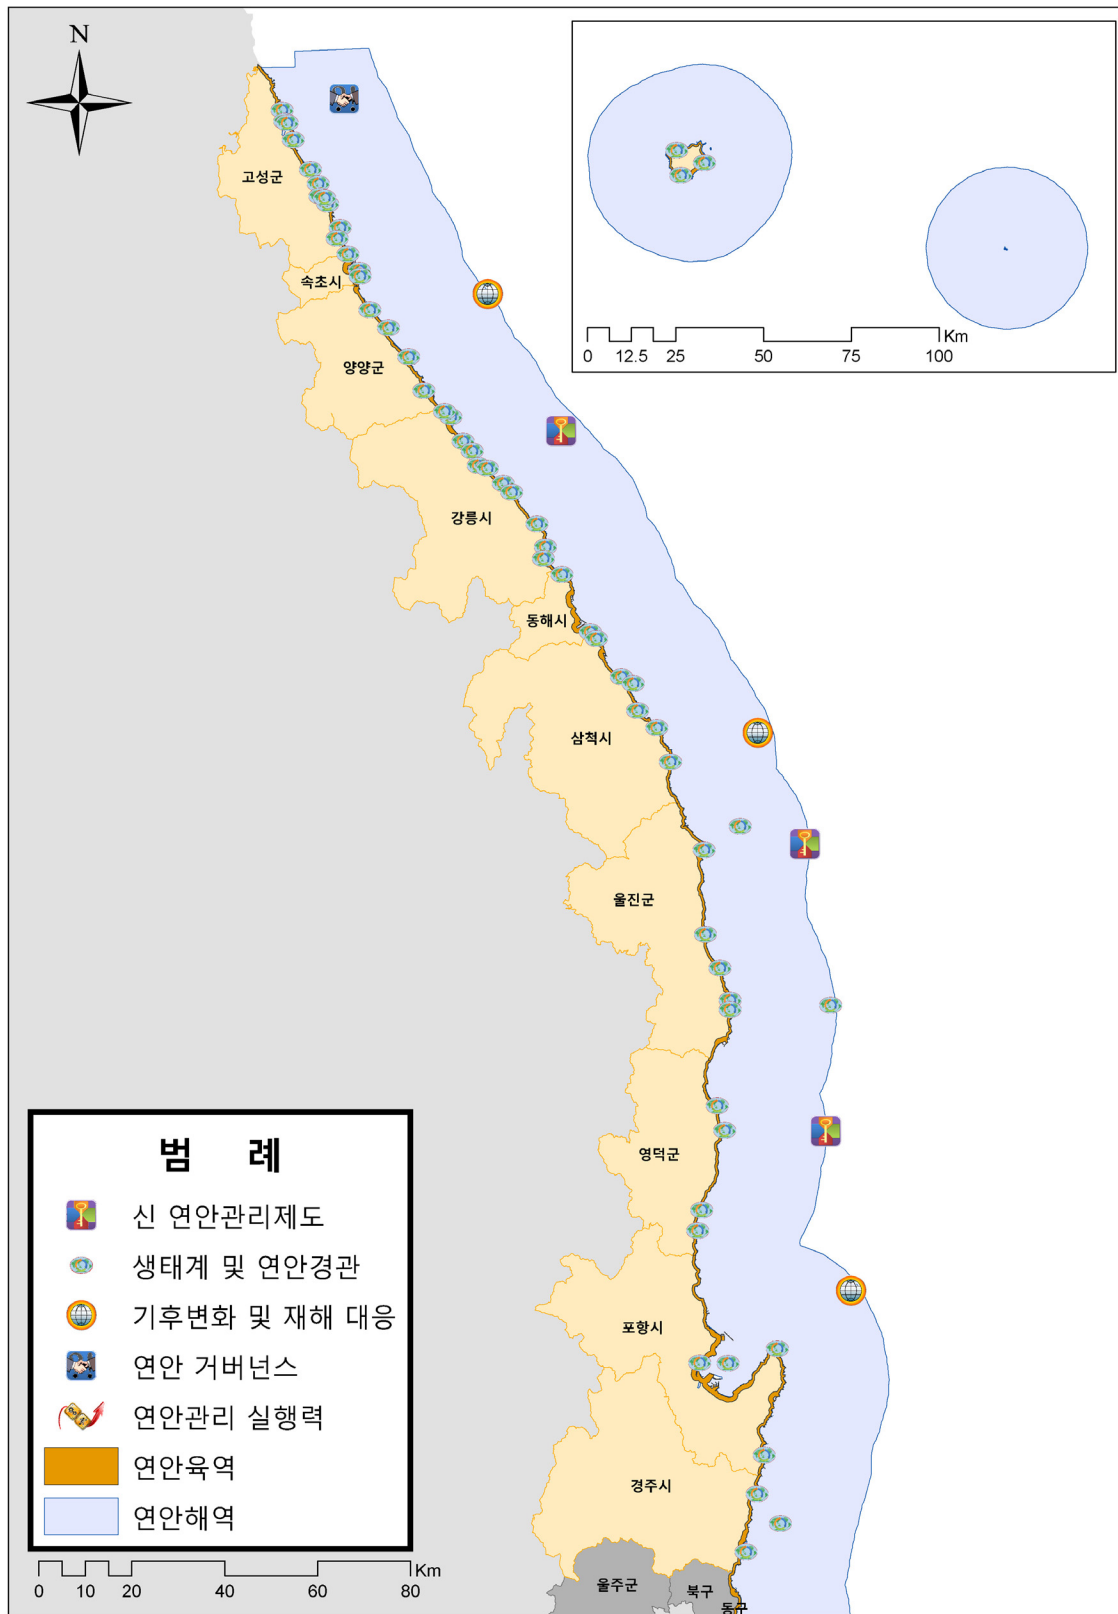 N
고성군
속초시
양양군
강릉시
동해시
삼척시
울진군
영덕군
포항시
경주시
울주군
북구
동구
Km
0 12.5 25 50 75 100
범 례
신 연안관리제도
생태계 및 연안경관
기후변화 및 재해 대응
연안 거버넌스
연안관리 실행력
연안육역
연안해역
Km
0 10 20 40 60 80